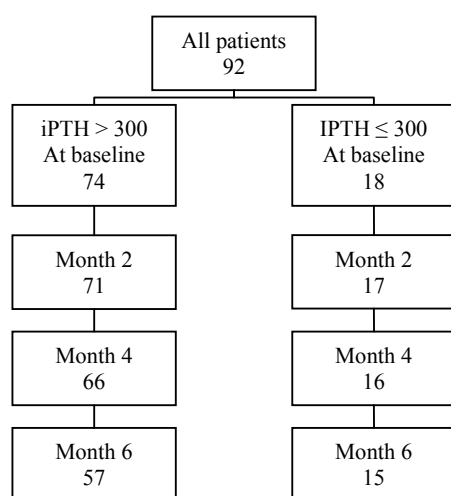 All patients
92
iPTH > 300
At baseline
74
IPTH ≤ 300
At baseline
18
Month 2
71
Month 2
17
Month 4
66
Month 4
16
Month 6
57
Month 6
15